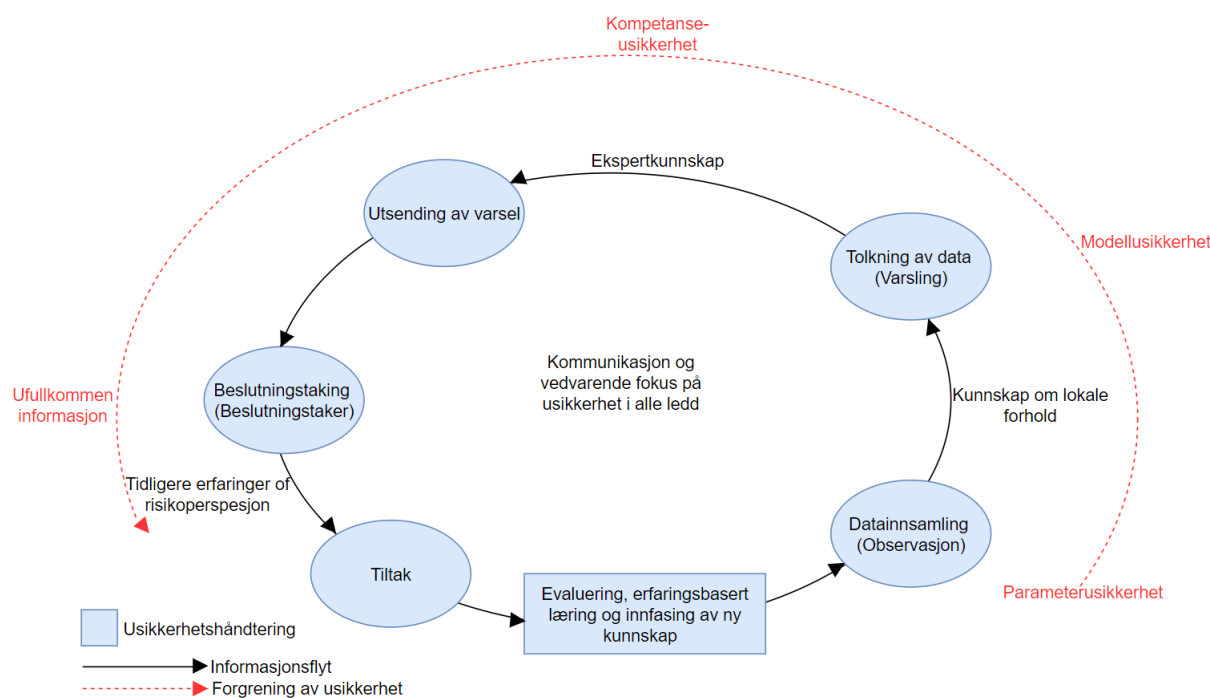 Kompetanse-
usikkerhet
Ekspertkunnskap
Utsending av varsel
Tolkning av data
(Varsling)
Modellusikkerhet
Kommunikasjon og
vedvarende fokus på
usikkerhet i alle ledd
Beslutningstaking
(Beslutningstaker)
Ufullkommen
informasjon
Kunnskap om lokale
forhold
Tidligere erfaringer of
risikoperspesjon
Datainnsamling
(Observasjon)
Tiltak
Evaluering, erfaringsbasert
læring og innfasing av ny
kunnskap
Parameterusikkerhet
Usikkerhetshåndtering
Informasjonsflyt
Forgrening av usikkerhet